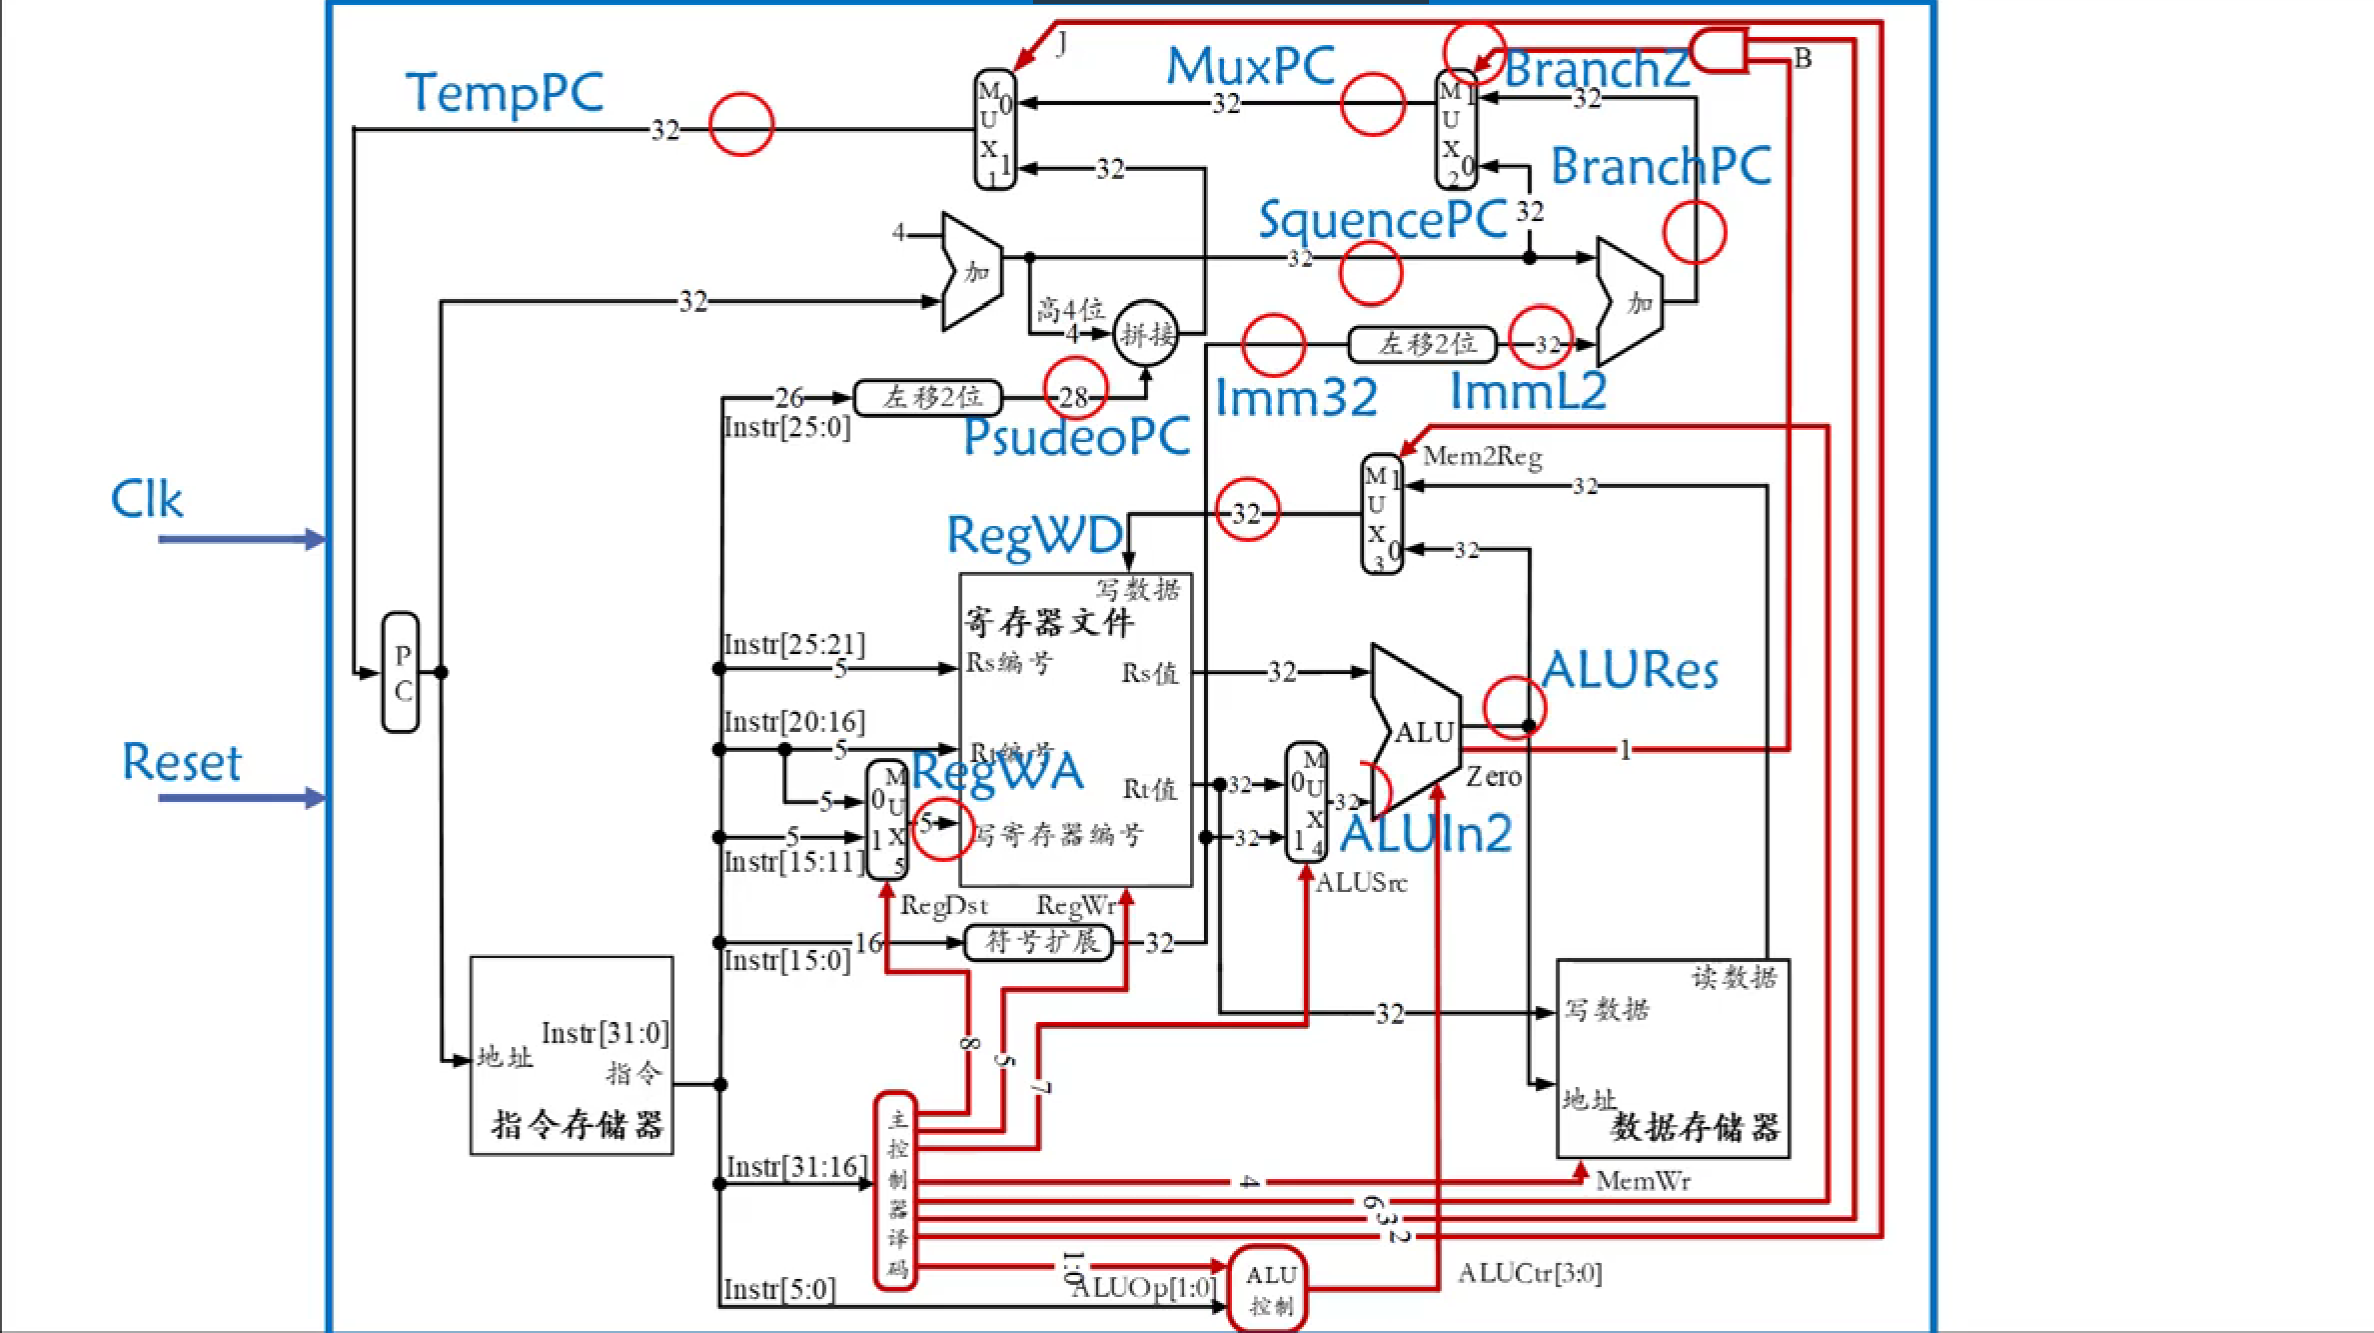 J
BranchZ
B
TempPC
MuxPC
32
32
32
M 0
U
X 1
1
M 1
U
X 0
2
32
BranchPC
SquencePC
32
4
加
32
32
高4位
4
拼接
加
左移2位
32
Imm32
ImmL2
26
左移2位
28
Instr[25:0]
PsudeoPC
Mem2Reg
M 1
U
X 0
3
32
Clk
32
RegWD
32
写数据
寄存器文件
Instr[25:21]
5
Rs编号
Rs值
32
P
C
ALURes
Instr[20:16]
5
Rt编号
ALU
1
Zero
Reset
RegWA
Rt值
32
M
0 U
X
1 4
32
32
ALUIn2
M
0 U
1 X
5
5
5
5
写寄存器编号
Instr[15:11]
ALUSrc
RegDst
RegWr
16
符号扩展
32
Instr[15:0]
读数据
写数据
32
Instr[31:0]
地址
指令
指令存储器
8
5
7
地址
数据存储器
主
控
制
器
译
码
Instr[31:16]
4
MemWr
6
3
2
1:0
ALUOp[1:0]
ALU
控制
ALUCtr[3:0]
Instr[5:0]